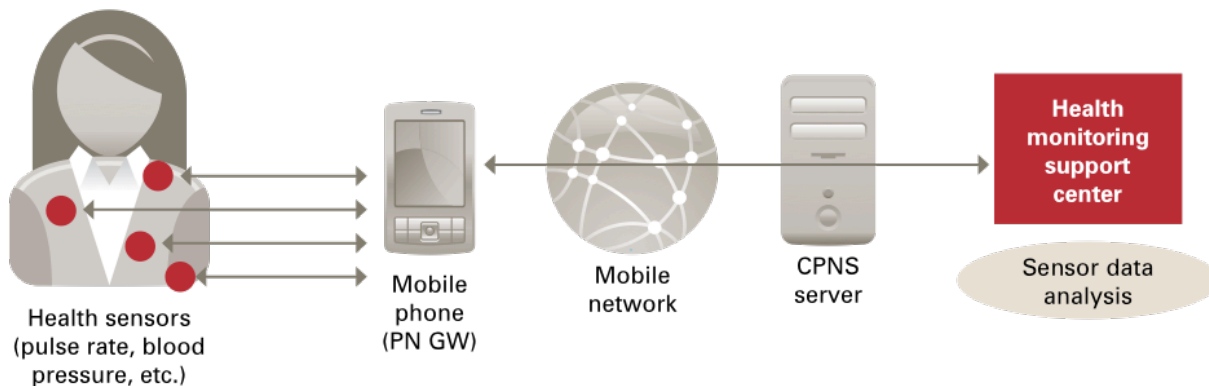 Health sensors
(pulse rate, blood
pressure, etc.)
Mobile
phone
(PN GW)
Mobile
network
CPNS
server
Health
monitoring
support
center
Sensor data
analysis